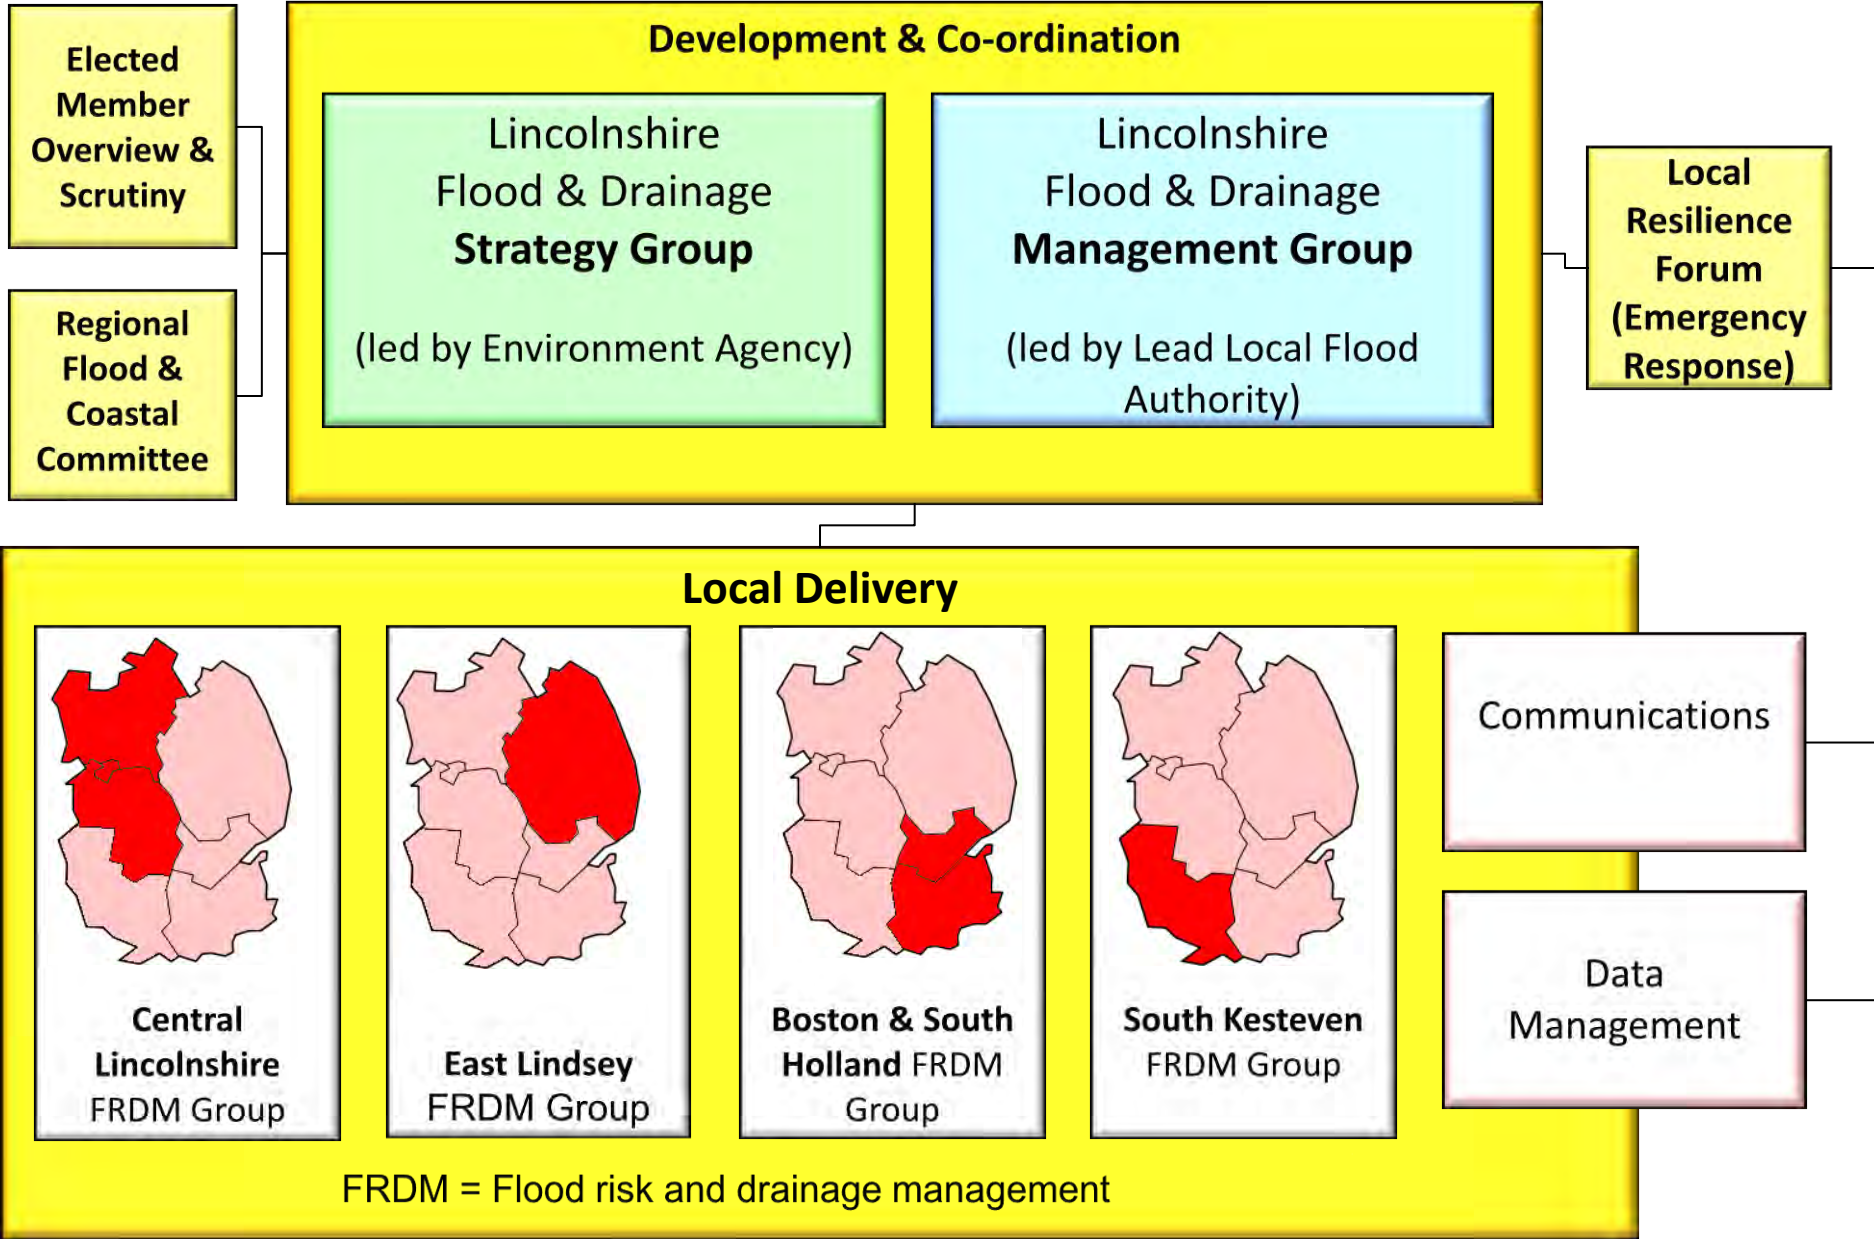 Elected
Member
Overview &
Scrutiny
Regional
Flood &
Coastal
Committee
Development & Co-ordination
Lincolnshire
Flood & Drainage
Strategy Group
(led by Environment Agency)
Lincolnshire
Flood & Drainage
Management Group
(led by Lead Local Flood
Authority)
Local
Resilience
Forum
(Emergency
Response)
Local Delivery
Central
Lincolnshire
FRDM Group
East Lindsey
FRDM Group
Boston & South
Holland FRDM
Group
South Kesteven
FRDM Group
Communications
Data
Management
FRDM = Flood risk and drainage management